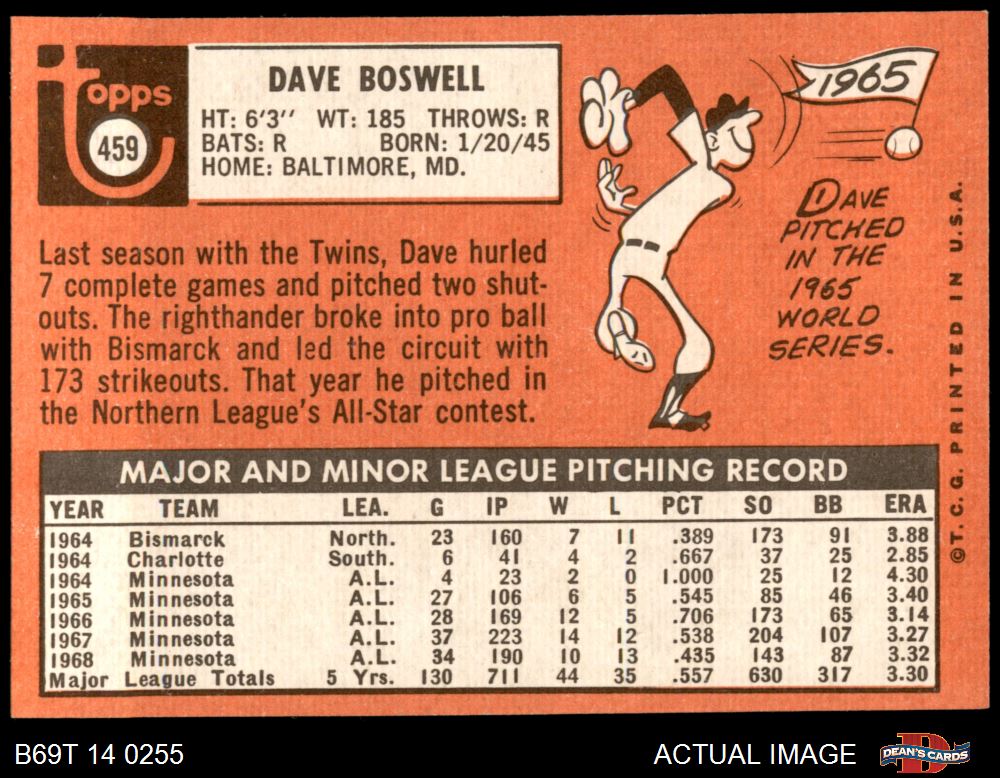 Topps
459
DAVE BOSWELL
HT: 6'3" WT: 185 THROWS: R
BATS: R BORN: 1/20/45
HOME: BALTIMORE, MD.
Last season with the Twins, Dave hurled
7 complete games and pitched two shut-
outs. The righthander broke into pro ball
with Bismarck and led the circuit with
173 strikeouts. That year he pitched in
the Northern League's All-Star contest.
1965
DAVE
PITCHED
IN THE
1965
WORLD
SERIES.
©T. C. G. PRINTED IN U.S.A.
MAJOR AND MINOR LEAGUE PITCHING RECORD
YEAR TEAM LEA. G IP W L PCT SO BB ERA
1964 Bismarck North. 23 160 7 11 .389 173 91 3.88
1964 Charlotte South. 6 41 4 2 .667 37 25 2.85
1964 Minnesota A.L. 4 23 2 0 1.000 25 12 4.30
1965 Minnesota A.L. 27 106 6 5 .545 85 46 3.40
1966 Minnesota A.L. 28 169 12 5 .706 173 65 3.14
1967 Minnesota A.L. 37 223 14 12 .538 204 107 3.27
1968 Minnesota A.L. 34 190 10 13 .435 143 87 3.32
Major League Totals 5 Yrs. 130 711 44 35 .557 630 317 3.30
B69T 14 0255
ACTUAL IMAGE
DEAN'S CARDS